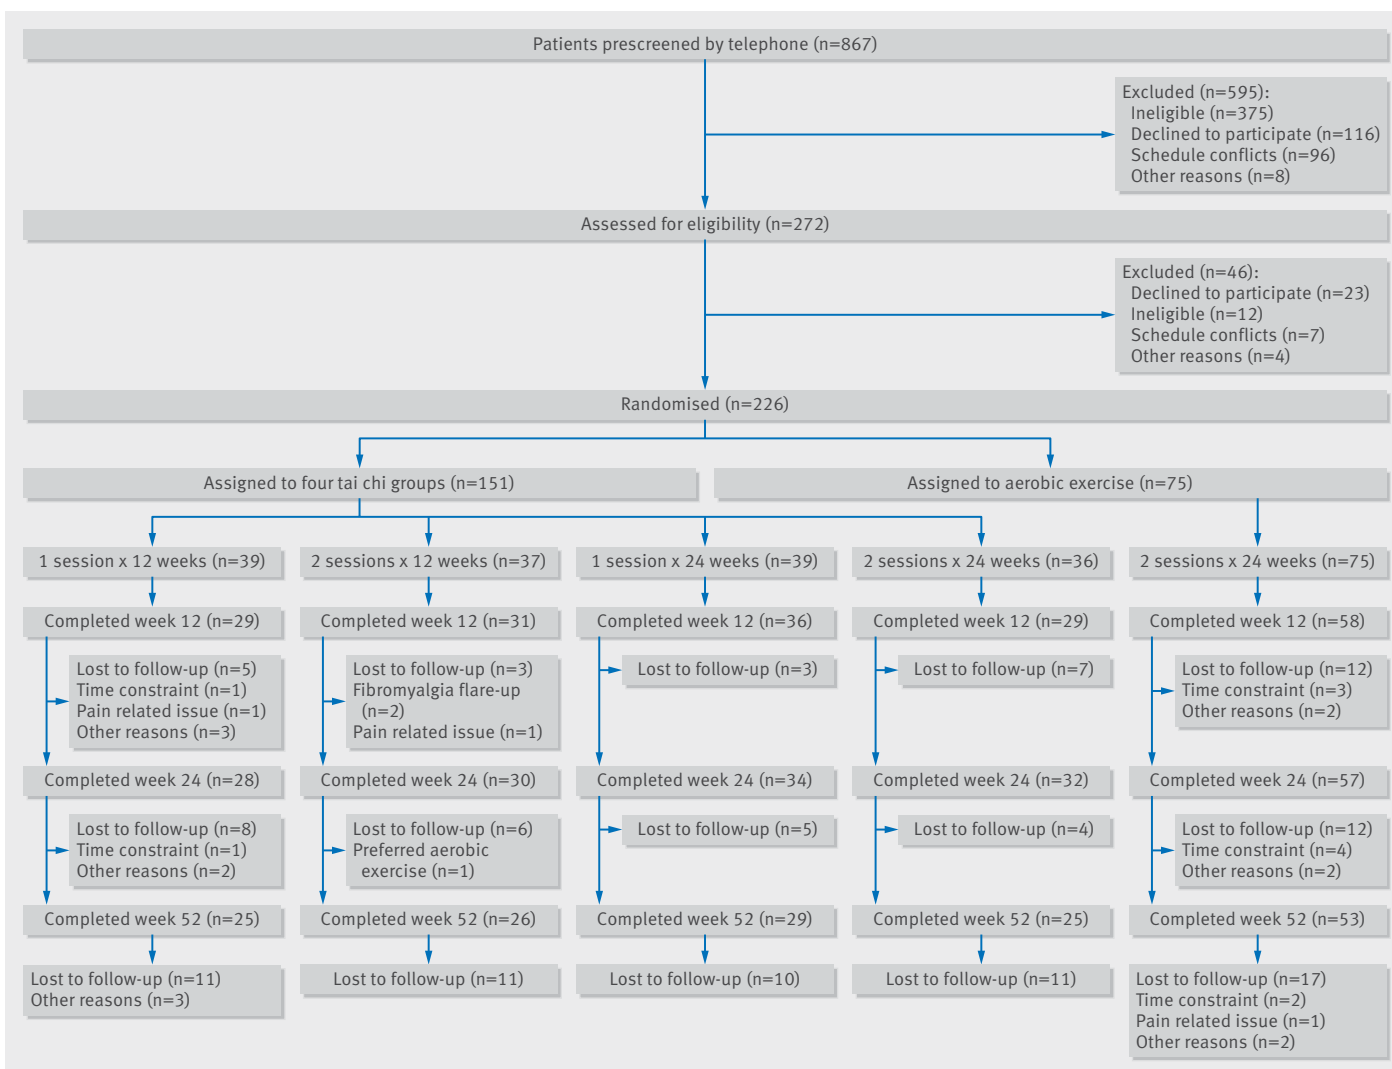 Patients prescreened by telephone (n=867)
Excluded (n=595):
Ineligible (n=375)
Declined to participate (n=116)
Schedule conflicts (n=96)
Other reasons (n=8)
Assessed for eligibility (n=272)
Excluded (n=46):
Declined to participate (n=23)
Ineligible (n=12)
Schedule conflicts (n=7)
Other reasons (n=4)
Randomised (n=226)
Assigned to four tai chi groups (n=151)
Assigned to aerobic exercise (n=75)
1 session x 12 weeks (n=39)
2 sessions x 12 weeks (n=37)
1 session x 24 weeks (n=39)
2 sessions x 24 weeks (n=36)
2 sessions x 24 weeks (n=75)
Completed week 12 (n=29)
Completed week 12 (n=31)
Completed week 12 (n=36)
Completed week 12 (n=29)
Completed week 12 (n=58)
Lost to follow-up (n=5)
Time constraint (n=1)
Pain related issue (n=1)
Other reasons (n=3)
Lost to follow-up (n=3)
Fibromyalgia flare-up
(n=2)
Pain related issue (n=1)
Lost to follow-up (n=3)
Lost to follow-up (n=7)
Lost to follow-up (n=12)
Time constraint (n=3)
Other reasons (n=2)
Completed week 24 (n=28)
Completed week 24 (n=30)
Completed week 24 (n=34)
Completed week 24 (n=32)
Completed week 24 (n=57)
Lost to follow-up (n=8)
Time constraint (n=1)
Other reasons (n=2)
Lost to follow-up (n=6)
Preferred aerobic
exercise (n=1)
Lost to follow-up (n=5)
Lost to follow-up (n=4)
Lost to follow-up (n=12)
Time constraint (n=4)
Other reasons (n=2)
Completed week 52 (n=25)
Completed week 52 (n=26)
Completed week 52 (n=29)
Completed week 52 (n=25)
Completed week 52 (n=53)
Lost to follow-up (n=11)
Other reasons (n=3)
Lost to follow-up (n=11)
Lost to follow-up (n=10)
Lost to follow-up (n=11)
Lost to follow-up (n=17)
Time constraint (n=2)
Pain related issue (n=1)
Other reasons (n=2)